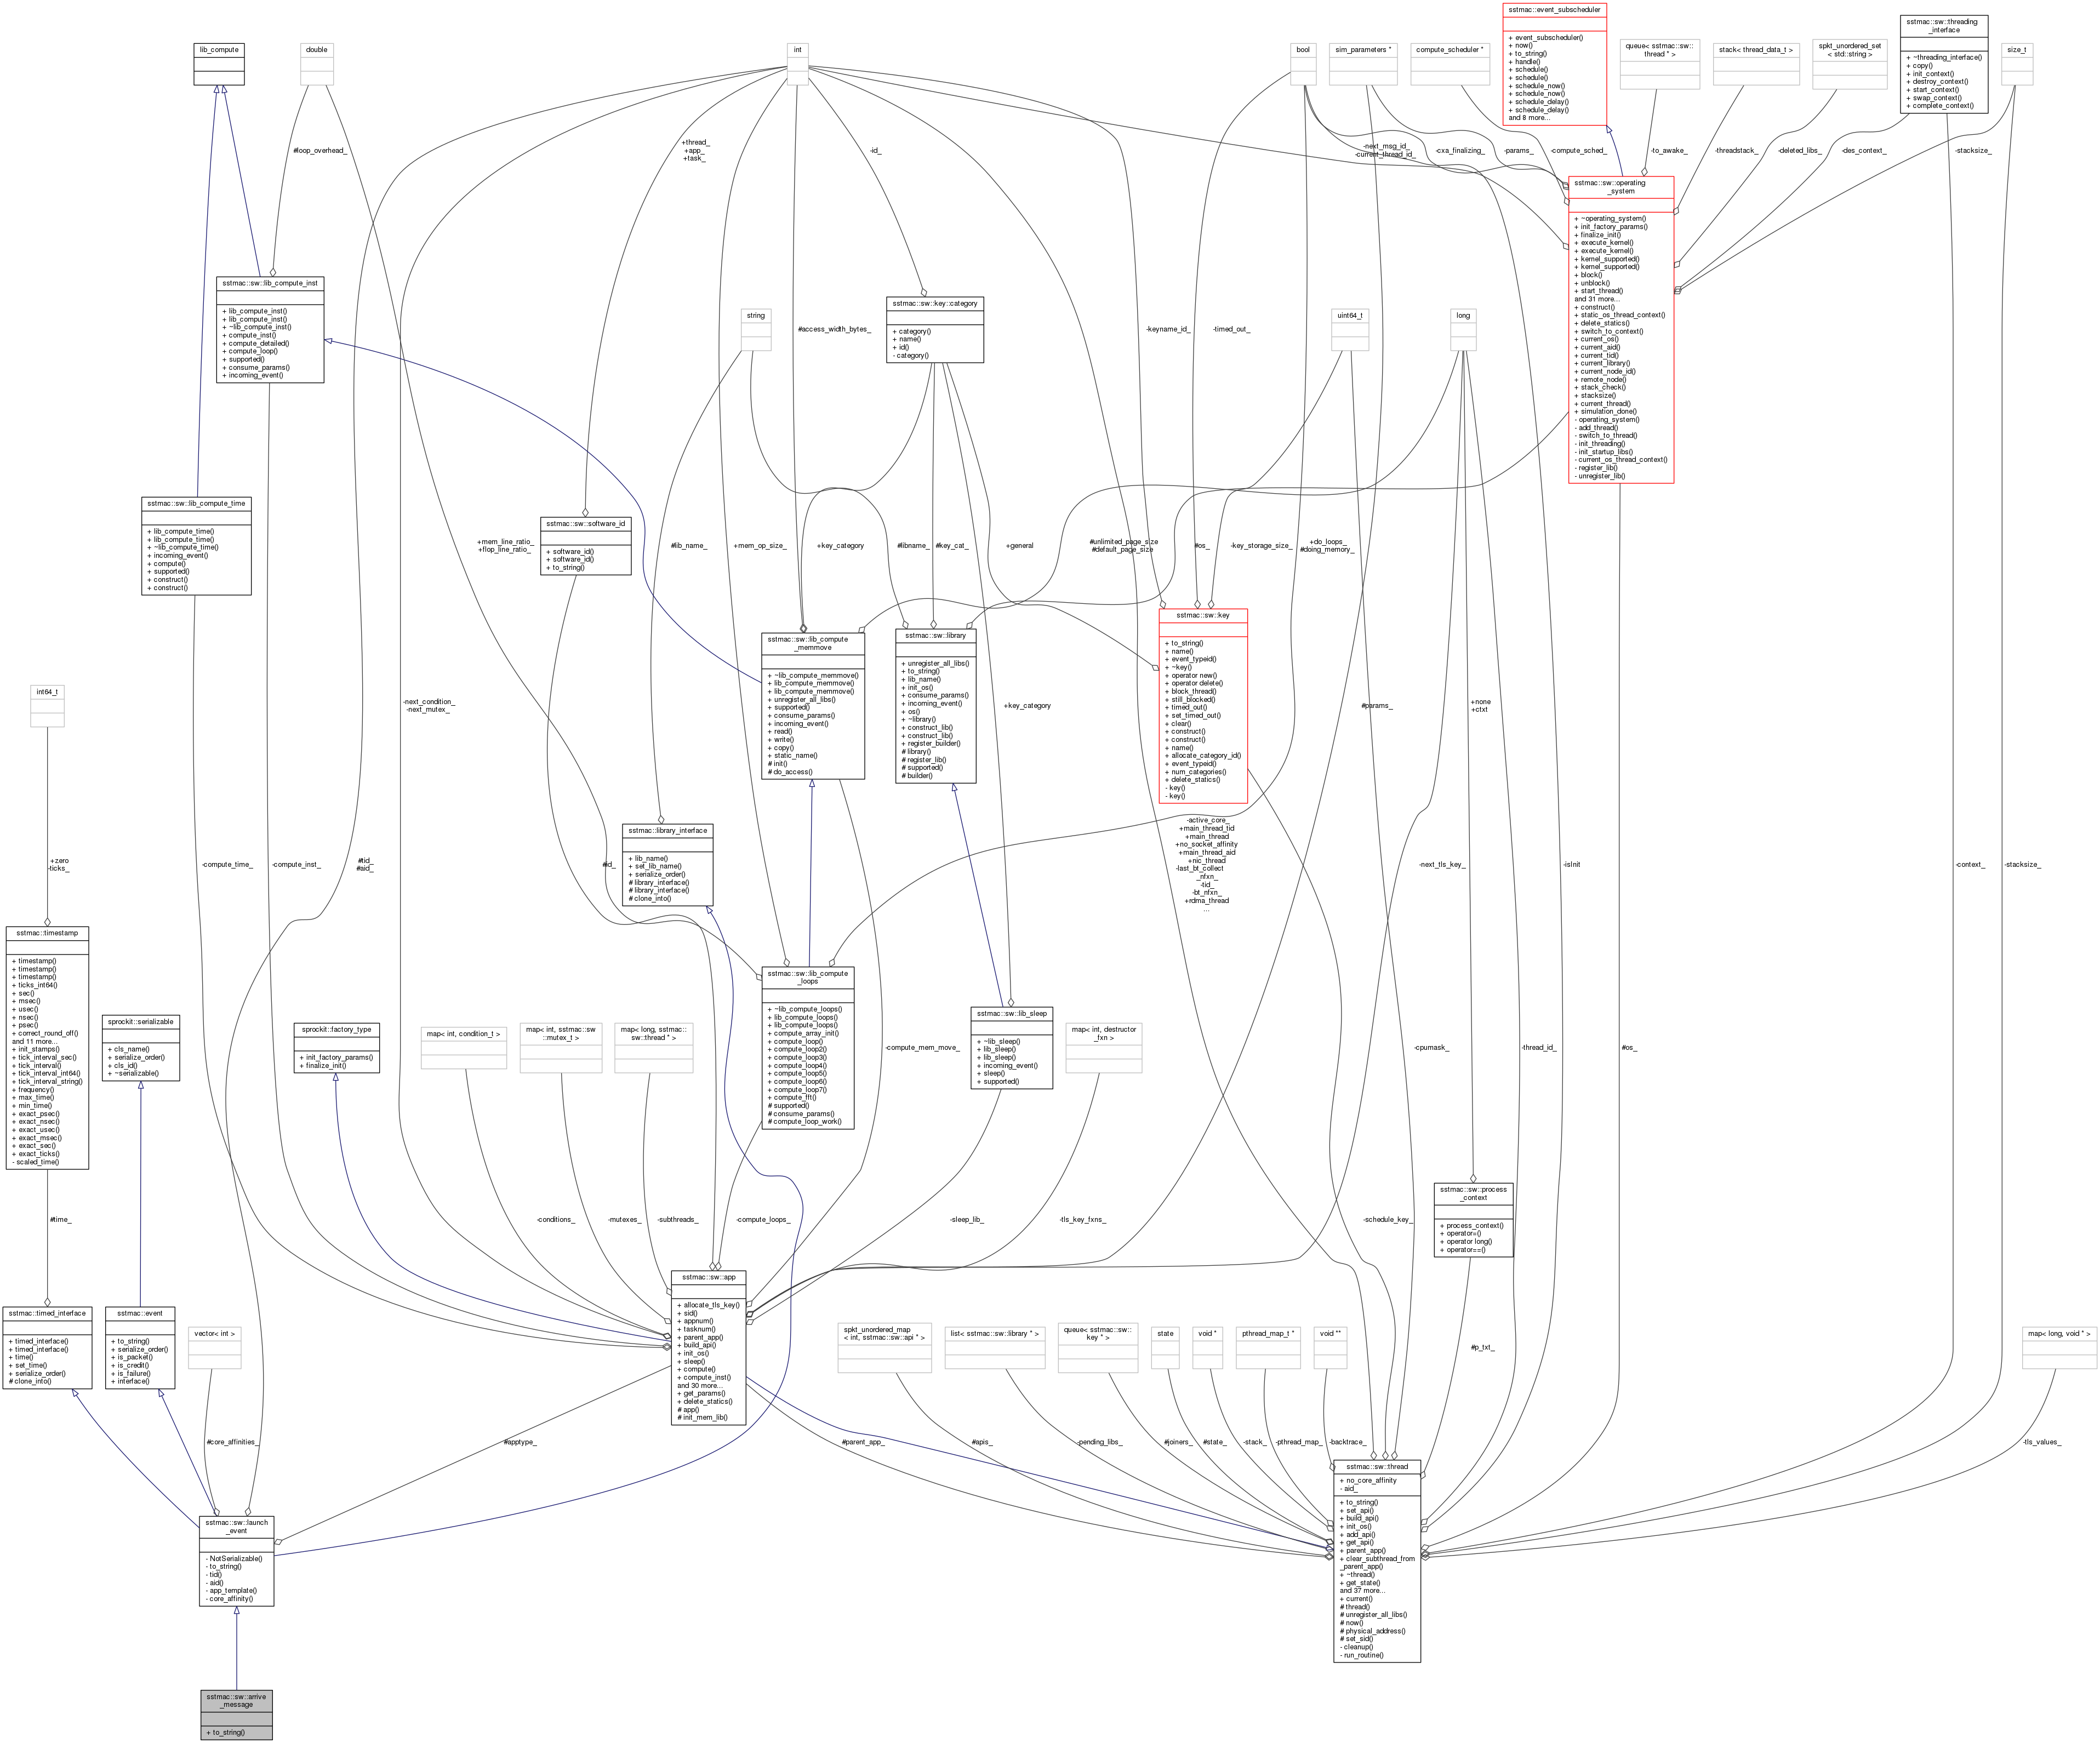 sstmac::event_subscheduler
+ event_subscheduler()
+ now()
+ to_string()
+ handle()
+ schedule()
+ schedule()
+ schedule_now()
+ schedule_now()
+ schedule_delay()
+ schedule_delay()
and 8 more...
sstmac::sw::threading
_interface
+ ~threading_interface()
+ copy()
+ init_context()
+ destroy_context()
+ start_context()
+ swap_context()
+ complete_context()
lib_compute
double
int
bool
sim_parameters *
compute_scheduler *
queue< sstmac::sw::
thread * >
stack< thread_data_t >
spkt_unordered_set
< std::string >
size_t
#loop_overhead_
+thread_
+app_
+task_
-id_
-next_msg_id_
-current_thread_id_
-cxa_finalizing_
-params_
-compute_sched_
-to_awake_
-threadstack_
-deleted_libs_
-des_context_
-stacksize_
sstmac::sw::operating
_system
+ ~operating_system()
+ init_factory_params()
+ finalize_init()
+ execute_kernel()
+ execute_kernel()
+ kernel_supported()
+ kernel_supported()
+ block()
+ unblock()
+ start_thread()
and 31 more...
+ construct()
+ static_os_thread_context()
+ delete_statics()
+ switch_to_context()
+ current_os()
+ current_aid()
+ current_tid()
+ current_library()
+ current_node_id()
+ remote_node()
+ stack_check()
+ stacksize()
+ current_thread()
+ simulation_done()
- operating_system()
- add_thread()
- switch_to_thread()
- init_threading()
- init_startup_libs()
- current_os_thread_context()
- register_lib()
- unregister_lib()
sstmac::sw::lib_compute_inst
+ lib_compute_inst()
+ lib_compute_inst()
+ ~lib_compute_inst()
+ compute_inst()
+ compute_detailed()
+ compute_loop()
+ supported()
+ consume_params()
+ incoming_event()
string
#access_width_bytes_
sstmac::sw::key::category
+ category()
+ name()
+ id()
- category()
-keyname_id_
-timed_out_
uint64_t
long
sstmac::sw::lib_compute_time
+ lib_compute_time()
+ lib_compute_time()
+ ~lib_compute_time()
+ incoming_event()
+ compute()
+ supported()
+ construct()
+ construct()
+mem_line_ratio_
+flop_line_ratio_
sstmac::sw::software_id
+ software_id()
+ software_id()
+ to_string()
#lib_name_
+mem_op_size_
+key_category
#libname_
#key_cat_
+general
#unlimited_page_size
#default_page_size
#os_
-key_storage_size_
+do_loops_
#doing_memory_
sstmac::sw::lib_compute
_memmove
+ ~lib_compute_memmove()
+ lib_compute_memmove()
+ lib_compute_memmove()
+ unregister_all_libs()
+ supported()
+ consume_params()
+ incoming_event()
+ read()
+ write()
+ copy()
+ static_name()
# init()
# do_access()
sstmac::sw::library
+ unregister_all_libs()
+ to_string()
+ lib_name()
+ init_os()
+ consume_params()
+ incoming_event()
+ os()
+ ~library()
+ construct_lib()
+ construct_lib()
+ register_builder()
# library()
# register_lib()
# supported()
# builder()
sstmac::sw::key
+ to_string()
+ name()
+ event_typeid()
+ ~key()
+ operator new()
+ operator delete()
+ block_thread()
+ still_blocked()
+ timed_out()
+ set_timed_out()
+ clear()
+ construct()
+ construct()
+ name()
+ allocate_category_id()
+ event_typeid()
+ num_categories()
+ delete_statics()
- key()
- key()
int64_t
-next_condition_
-next_mutex_
+key_category
#params_
+none
+ctxt
+zero
-ticks_
-compute_time_
-compute_inst_
#tid_
#aid_
#id_
sstmac::sw::library_interface
+ lib_name()
+ set_lib_name()
+ serialize_order()
# library_interface()
# library_interface()
# clone_into()
-active_core_
+main_thread_tid
+main_thread
+no_socket_affinity
+main_thread_aid
+nic_thread
-last_bt_collect
_nfxn_
-tid_
-bt_nfxn_
+rdma_thread
...
-next_tls_key_
-isInit
-context_
-stacksize_
sstmac::timestamp
+ timestamp()
+ timestamp()
+ timestamp()
+ ticks_int64()
+ sec()
+ msec()
+ usec()
+ nsec()
+ psec()
+ correct_round_off()
and 11 more...
+ init_stamps()
+ tick_interval_sec()
+ tick_interval()
+ tick_interval_int64()
+ tick_interval_string()
+ frequency()
+ max_time()
+ min_time()
+ exact_psec()
+ exact_nsec()
+ exact_usec()
+ exact_msec()
+ exact_sec()
+ exact_ticks()
- scaled_time()
sprockit::serializable
+ cls_name()
+ serialize_order()
+ cls_id()
+ ~serializable()
sprockit::factory_type
+ init_factory_params()
+ finalize_init()
map< int, condition_t >
map< int, sstmac::sw
::mutex_t >
map< long, sstmac::
sw::thread * >
sstmac::sw::lib_compute
_loops
+ ~lib_compute_loops()
+ lib_compute_loops()
+ lib_compute_loops()
+ compute_array_init()
+ compute_loop()
+ compute_loop2()
+ compute_loop3()
+ compute_loop4()
+ compute_loop5()
+ compute_loop6()
+ compute_loop7()
+ compute_fft()
# supported()
# consume_params()
# compute_loop_work()
-compute_mem_move_
sstmac::sw::lib_sleep
+ ~lib_sleep()
+ lib_sleep()
+ lib_sleep()
+ incoming_event()
+ sleep()
+ supported()
map< int, destructor
_fxn >
-cpumask_
-thread_id_
#os_
sstmac::sw::process
_context
+ process_context()
+ operator=()
+ operator long()
+ operator==()
#time_
-conditions_
-mutexes_
-subthreads_
-compute_loops_
-sleep_lib_
-tls_key_fxns_
-schedule_key_
sstmac::timed_interface
+ timed_interface()
+ timed_interface()
+ time()
+ set_time()
+ serialize_order()
# clone_into()
sstmac::event
+ to_string()
+ serialize_order()
+ is_packet()
+ is_credit()
+ is_failure()
+ interface()
vector< int >
sstmac::sw::app
+ allocate_tls_key()
+ sid()
+ appnum()
+ tasknum()
+ parent_app()
+ build_api()
+ init_os()
+ sleep()
+ compute()
+ compute_inst()
and 30 more...
+ get_params()
+ delete_statics()
# app()
# init_mem_lib()
spkt_unordered_map
< int, sstmac::sw::api * >
list< sstmac::sw::library * >
queue< sstmac::sw::
key * >
state
void *
pthread_map_t *
void **
#p_txt_
map< long, void * >
#core_affinities_
#apptype_
#parent_app_
#apis_
-pending_libs_
#joiners_
#state_
-stack_
-pthread_map_
-backtrace_
-tls_values_
sstmac::sw::thread
+ no_core_affinity
- aid_
+ to_string()
+ set_api()
+ build_api()
+ init_os()
+ add_api()
+ get_api()
+ parent_app()
+ clear_subthread_from
_parent_app()
+ ~thread()
+ get_state()
and 37 more...
+ current()
# thread()
# unregister_all_libs()
# now()
# physical_address()
# set_sid()
- cleanup()
- run_routine()
sstmac::sw::launch
_event
- NotSerializable()
- to_string()
- tid()
- aid()
- app_template()
- core_affinity()
sstmac::sw::arrive
_message
+ to_string()